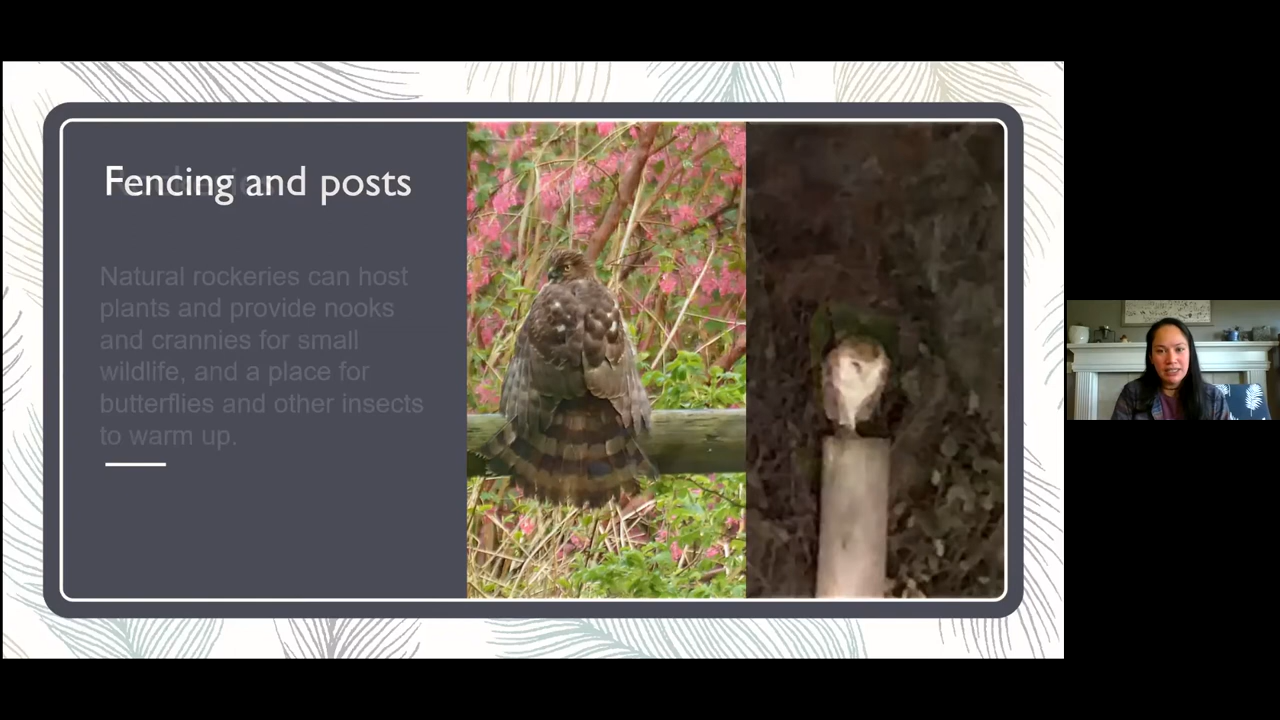 Fencing and posts
Natural rockeries can host
plants and provide nooks
and crannies for small
wildlife, and a place for
butterflies and other insects
to warm up.